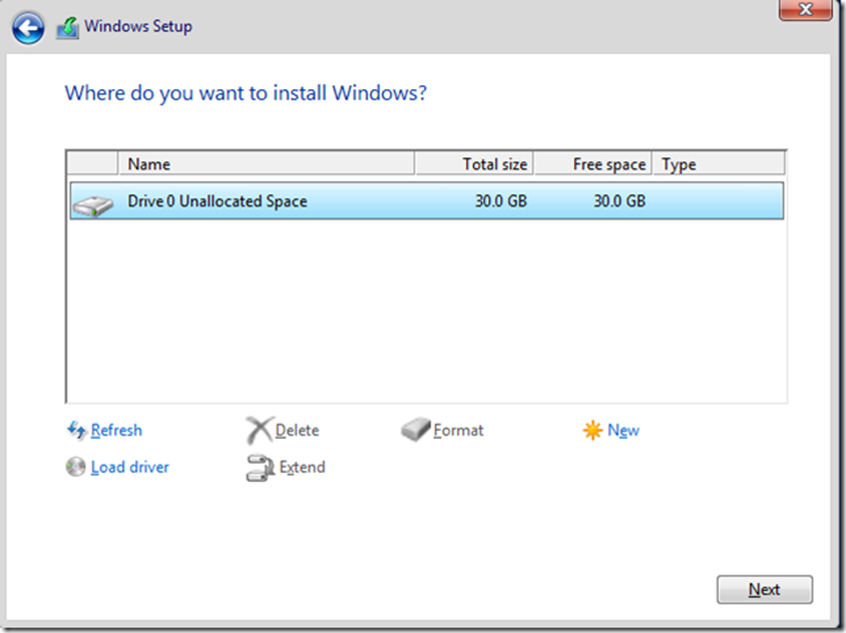 Windows Setup
Where do you want to install Windows?
Name Total size Free space Type
Drive 0 Unallocated Space 30.0 GB 30.0 GB
Refresh Delete Format New
Load driver Extend
Next